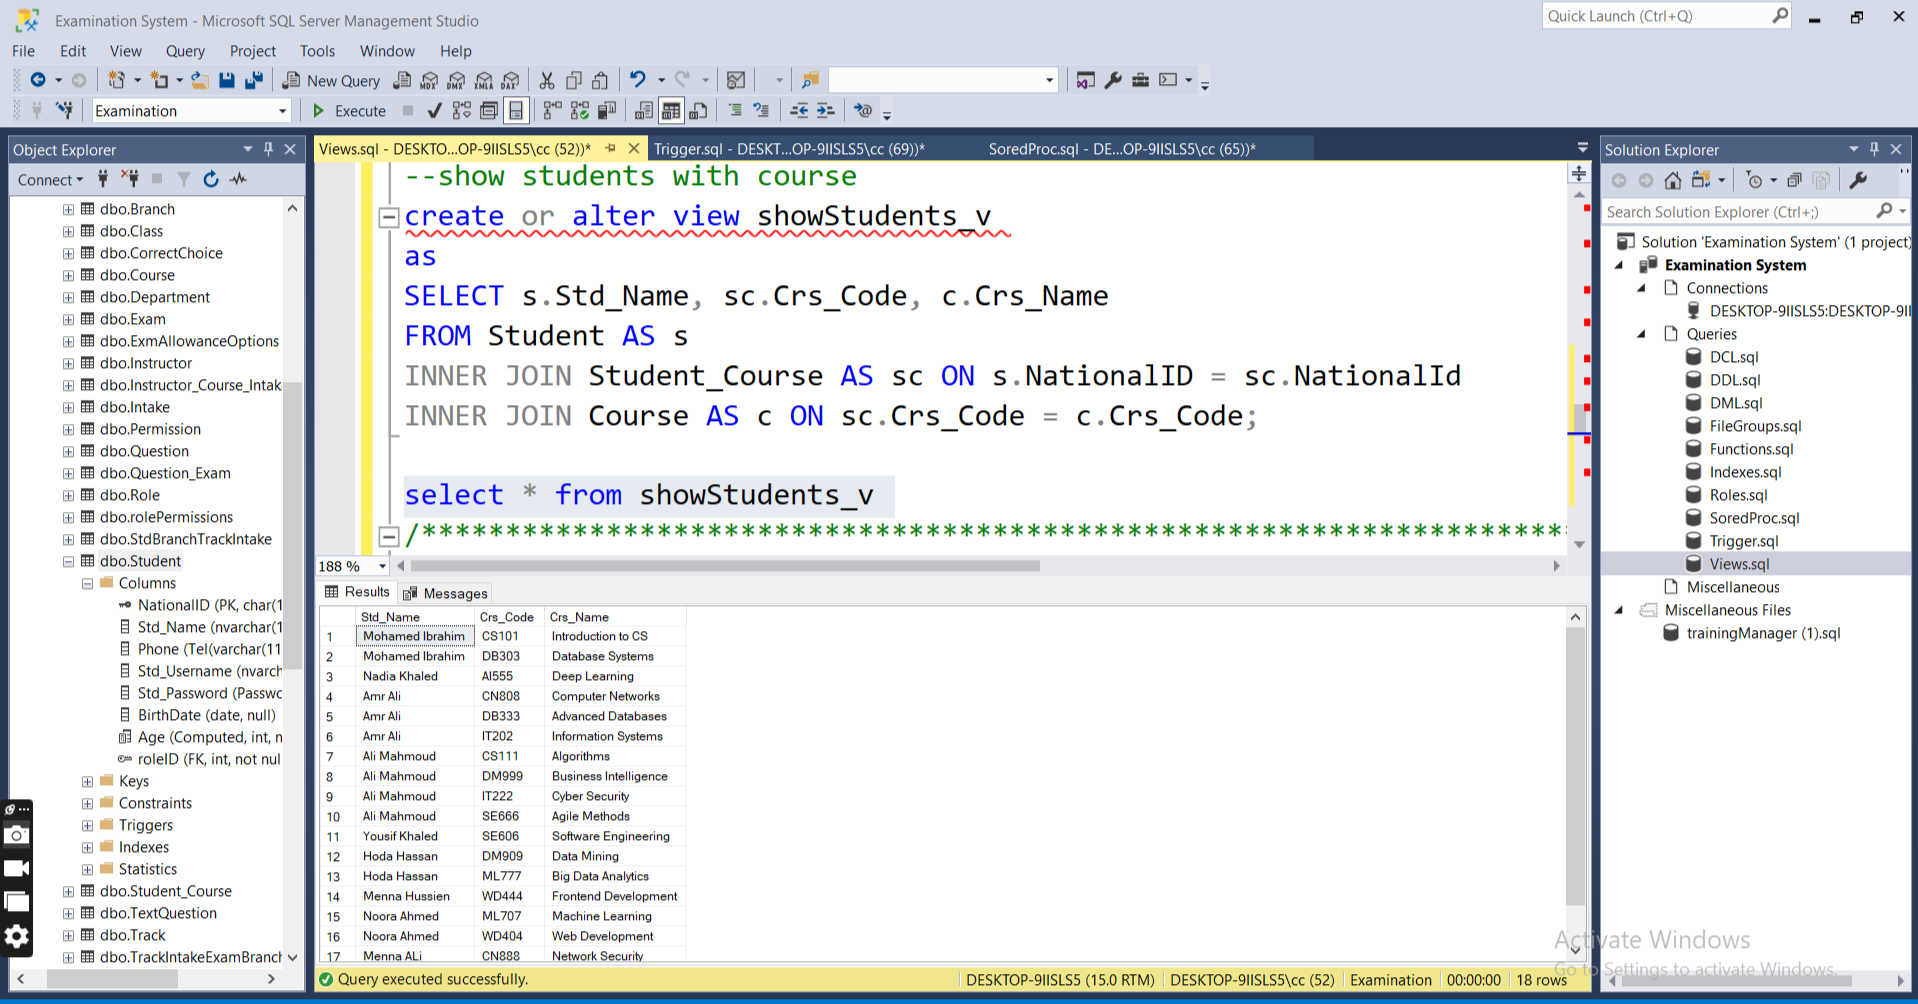 Examination System - Microsoft SQL Server Management Studio
Quick Launch (Ctrl+Q)
File Edit View Query Project Tools Window Help
New Query
MDX DMX XMLA DAX
Examination
Execute
Object Explorer
Connect
dbo.Branch
dbo.Class
dbo.CorrectChoice
dbo.Course
dbo.Department
dbo.Exam
dbo.ExmAllowanceOptions
dbo.Instructor
dbo.Instructor_Course_Intak
dbo.Intake
dbo.Permission
dbo.Question
dbo.Question_Exam
dbo.Role
dbo.rolePermissions
dbo.StdBranchTrackIntake
dbo.Student
Columns
NationalID (PK, char(1
Std_Name (nvarchar(1
Phone (Tel(varchar(11
Std_Username (nvarch
Std_Password (Passwo
BirthDate (date, null)
Age (Computed, int, n
roleID (FK, int, not nul
Keys
Constraints
Triggers
Indexes
Statistics
dbo.Student_Course
dbo.TextQuestion
dbo.Track
dbo.TrackIntakeExamBranch
Views.sql - DESKTO...OP-9IISLS5\cc (52))*
Trigger.sql - DESKT...OP-9IISLS5\cc (69))*
SoredProc.sql - DE...OP-9IISLS5\cc (65))*
--show students with course
create or alter view showStudents_v
as
SELECT s.Std_Name, sc.Crs_Code, c.Crs_Name
FROM Student AS s
INNER JOIN Student_Course AS sc ON s.NationalID = sc.NationalId
INNER JOIN Course AS c ON sc.Crs_Code = c.Crs_Code;
select * from showStudents_v
/*********************************************************************
188 %
Results Messages
Std_Name Crs_Code Crs_Name
1 Mohamed Ibrahim CS101 Introduction to CS
2 Mohamed Ibrahim DB303 Database Systems
3 Nadia Khaled AI555 Deep Learning
4 Amr Ali CN808 Computer Networks
5 Amr Ali DB333 Advanced Databases
6 Amr Ali IT202 Information Systems
7 Ali Mahmoud CS111 Algorithms
8 Ali Mahmoud DM999 Business Intelligence
9 Ali Mahmoud IT222 Cyber Security
10 Ali Mahmoud SE666 Agile Methods
11 Yousif Khaled SE606 Software Engineering
12 Hoda Hassan DM909 Data Mining
13 Hoda Hassan ML777 Big Data Analytics
14 Menna Hussien WD444 Frontend Development
15 Noora Ahmed ML707 Machine Learning
16 Noora Ahmed WD404 Web Development
17 Menna ALi CN888 Network Security
Query executed successfully.
DESKTOP-9IISLS5 (15.0 RTM) DESKTOP-9IISLS5\cc (52) Examination 00:00:00 18 rows
Solution Explorer
Search Solution Explorer (Ctrl+;)
Solution 'Examination System' (1 project)
Examination System
Connections
DESKTOP-9IISLS5:DESKTOP-9II
Queries
DCL.sql
DDL.sql
DML.sql
FileGroups.sql
Functions.sql
Indexes.sql
Roles.sql
SoredProc.sql
Trigger.sql
Views.sql
Miscellaneous
Miscellaneous Files
trainingManager (1).sql
Activate Windows
Go to Settings to activate Windows.